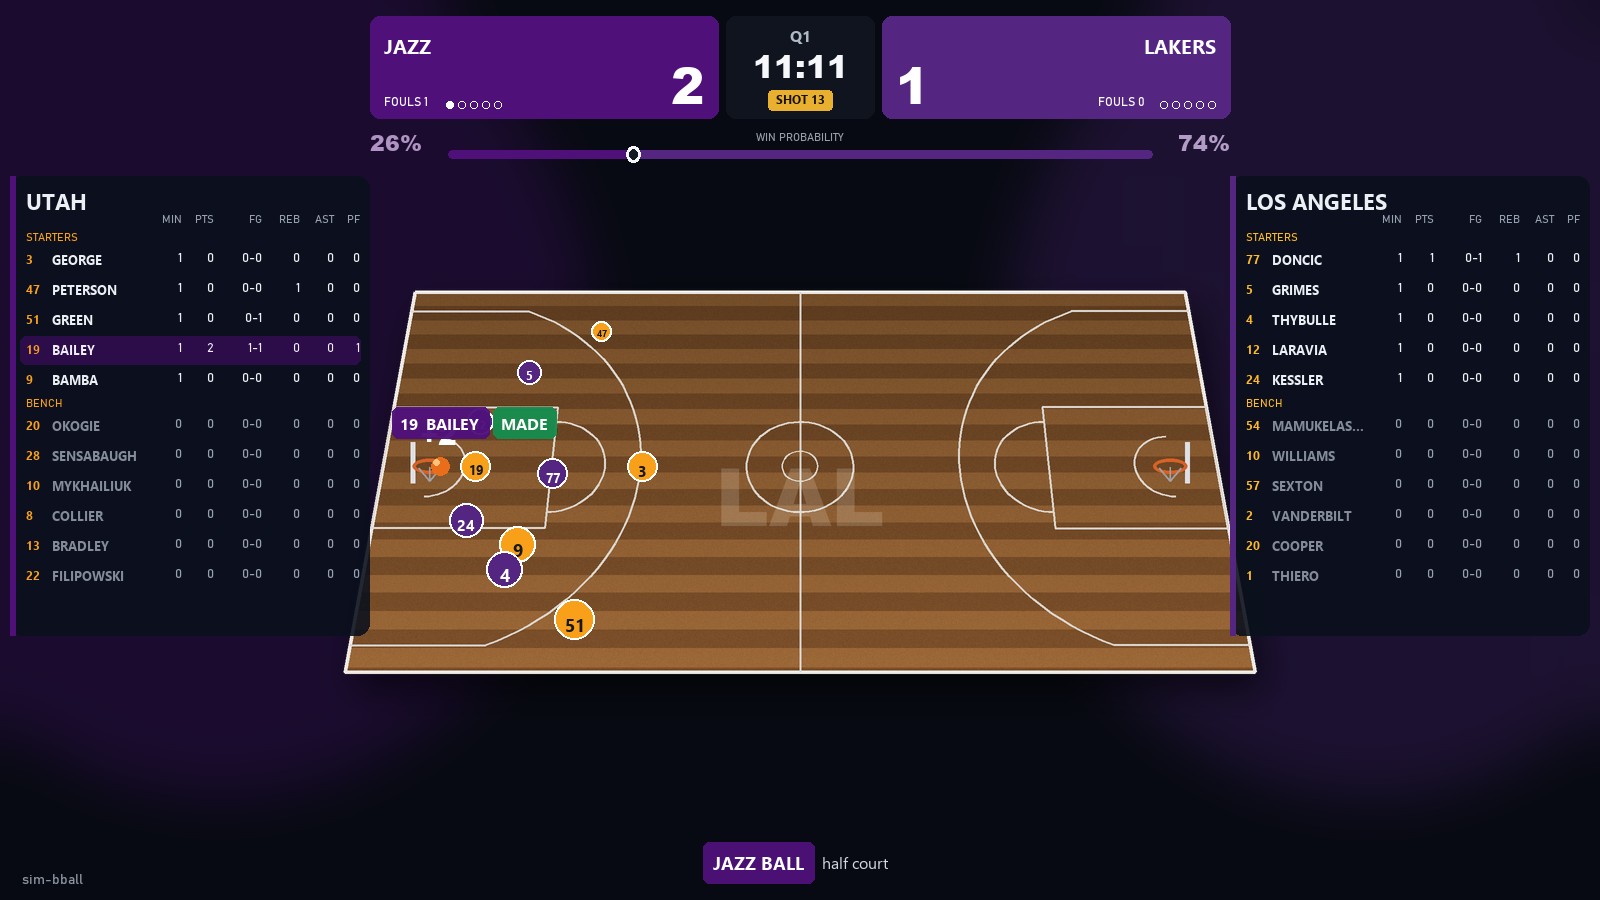 JAZZ
2
FOULS 1
Q1
11:11
SHOT 13
LAKERS
1
FOULS 0
26%
WIN PROBABILITY
74%
UTAH
MIN PTS FG REB AST PF
STARTERS
3 GEORGE 1 0 0-0 0 0 0
47 PETERSON 1 0 0-0 1 0 0
51 GREEN 1 0 0-1 0 0 0
19 BAILEY 1 2 1-1 0 0 1
9 BAMBA 1 0 0-0 0 0 0
BENCH
20 OKOGIE 0 0 0-0 0 0 0
28 SENSABAUGH 0 0 0-0 0 0 0
10 MYKHAILIUK 0 0 0-0 0 0 0
8 COLLIER 0 0 0-0 0 0 0
13 BRADLEY 0 0 0-0 0 0 0
22 FILIPOWSKI 0 0 0-0 0 0 0
LOS ANGELES
MIN PTS FG REB AST PF
STARTERS
77 DONCIC 1 1 0-1 1 0 0
5 GRIMES 1 0 0-0 0 0 0
4 THYBULLE 1 0 0-0 0 0 0
12 LARAVIA 1 0 0-0 0 0 0
24 KESSLER 1 0 0-0 0 0 0
BENCH
54 MAMUKELAS... 0 0 0-0 0 0 0
10 WILLIAMS 0 0 0-0 0 0 0
57 SEXTON 0 0 0-0 0 0 0
2 VANDERBILT 0 0 0-0 0 0 0
20 COOPER 0 0 0-0 0 0 0
1 THIERO 0 0 0-0 0 0 0
47
5
19 BAILEY MADE
19
77
3
24
9
4
51
LAL
JAZZ BALL half court
sim-bball